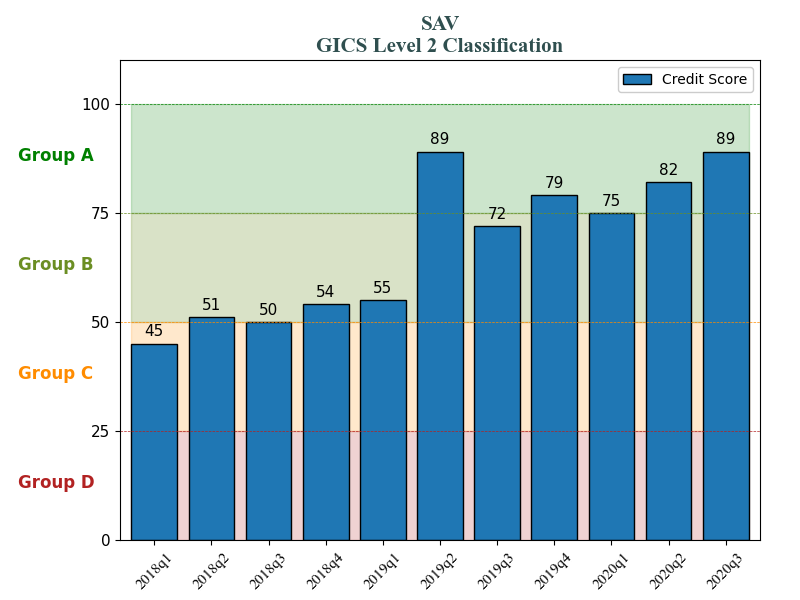 SAV
GICS Level 2 Classification
Credit Score
100
Group A
89
89
82
79
75
72
75
Group B
55
54
51
50
50
45
Group C
25
Group D
0
2018q1 2018q2 2018q3 2018q4 2019q1 2019q2 2019q3 2019q4 2020q1 2020q2 2020q3